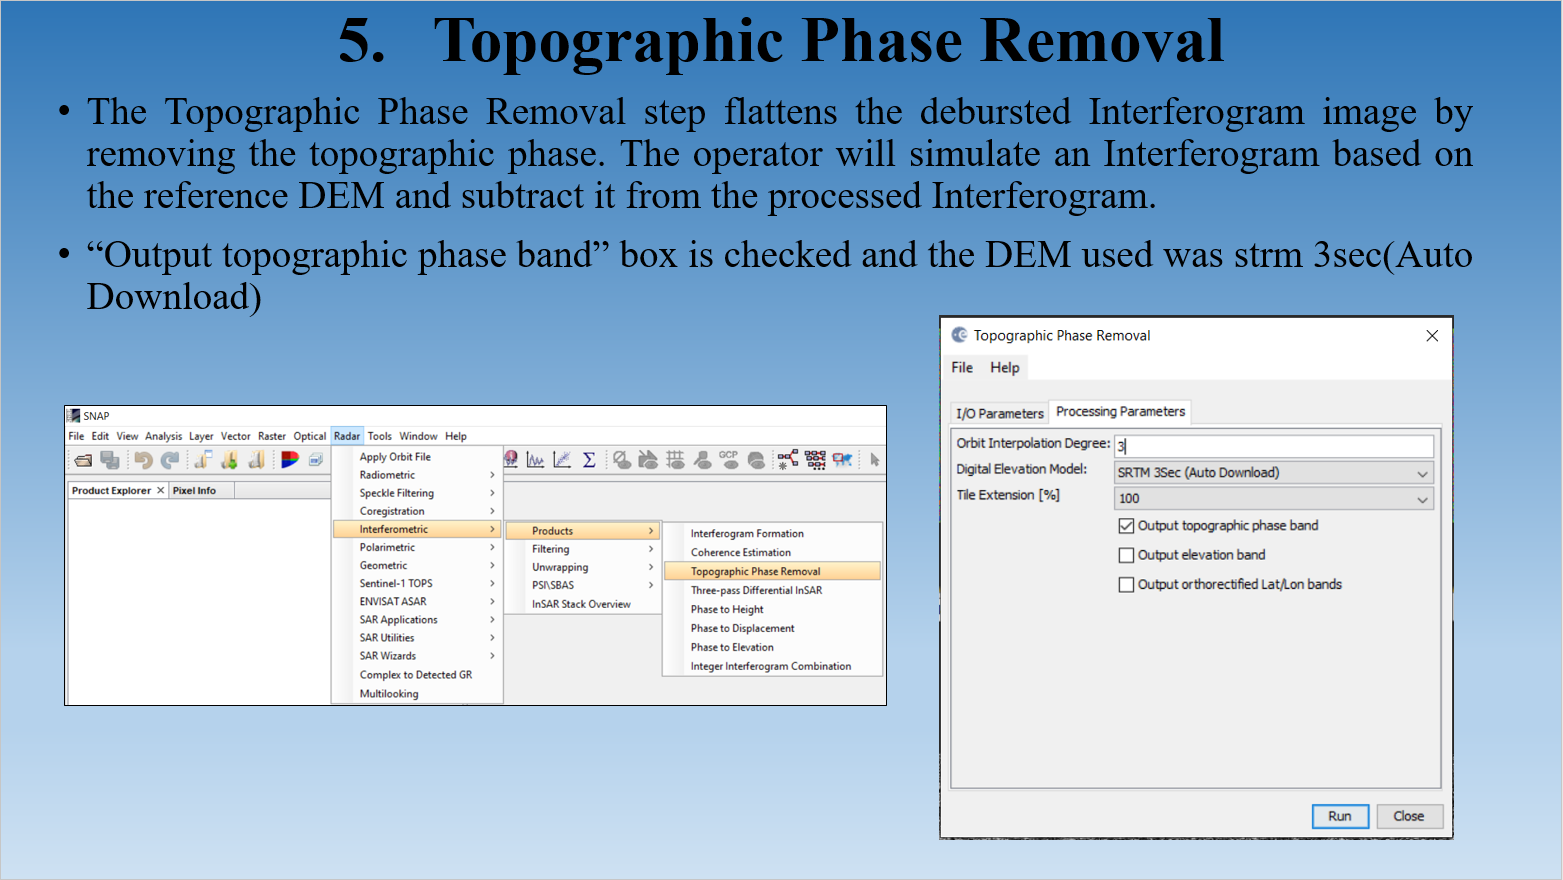 5. Topographic Phase Removal
• The Topographic Phase Removal step flattens the debursted Interferogram image by
removing the topographic phase. The operator will simulate an Interferogram based on
the reference DEM and subtract it from the processed Interferogram.
• “Output topographic phase band” box is checked and the DEM used was strm 3sec(Auto
Download)
SNAP
File Edit View Analysis Layer Vector Raster Optical Radar Tools Window Help
GCP
Product Explorer × Pixel Info
Apply Orbit File
Radiometric >
Speckle Filtering >
Coregistration >
Interferometric >
Polarimetric >
Geometric >
Sentinel-1 TOPS >
ENVISAT ASAR >
SAR Applications >
SAR Utilities >
SAR Wizards >
Complex to Detected GR
Multilooking
Products >
Filtering >
Unwrapping >
PSI\SBAS >
InSAR Stack Overview
Interferogram Formation
Coherence Estimation
Topographic Phase Removal
Three-pass Differential InSAR
Phase to Height
Phase to Displacement
Phase to Elevation
Integer Interferogram Combination
Topographic Phase Removal
File Help
I/O Parameters Processing Parameters
Orbit Interpolation Degree: 3
Digital Elevation Model: SRTM 3Sec (Auto Download)
Tile Extension [%] 100
Output topographic phase band
Output elevation band
Output orthorectified Lat/Lon bands
Run Close